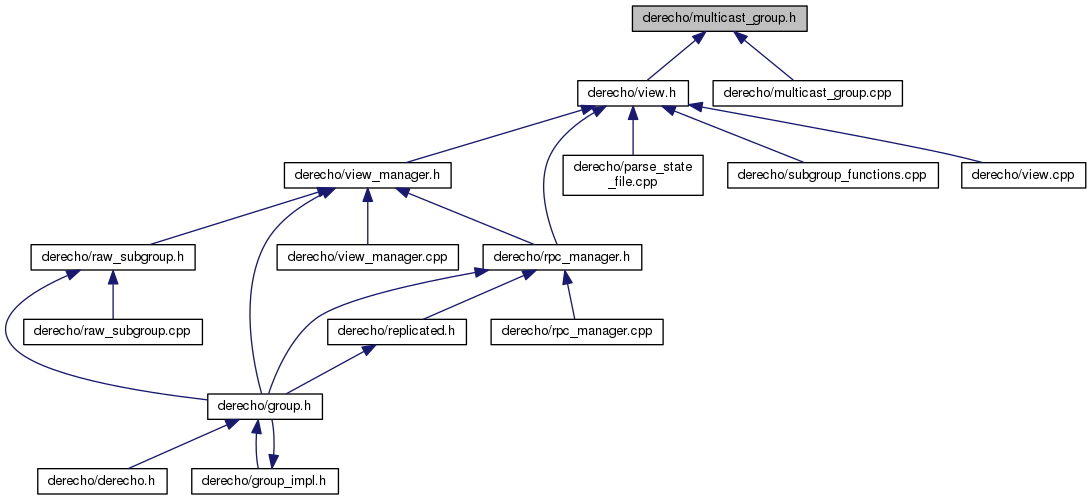 derecho/multicast_group.h
derecho/view.h
derecho/multicast_group.cpp
derecho/view_manager.h
derecho/parse_state
_file.cpp
derecho/subgroup_functions.cpp
derecho/view.cpp
derecho/raw_subgroup.h
derecho/view_manager.cpp
derecho/rpc_manager.h
derecho/raw_subgroup.cpp
derecho/replicated.h
derecho/rpc_manager.cpp
derecho/group.h
derecho/derecho.h
derecho/group_impl.h